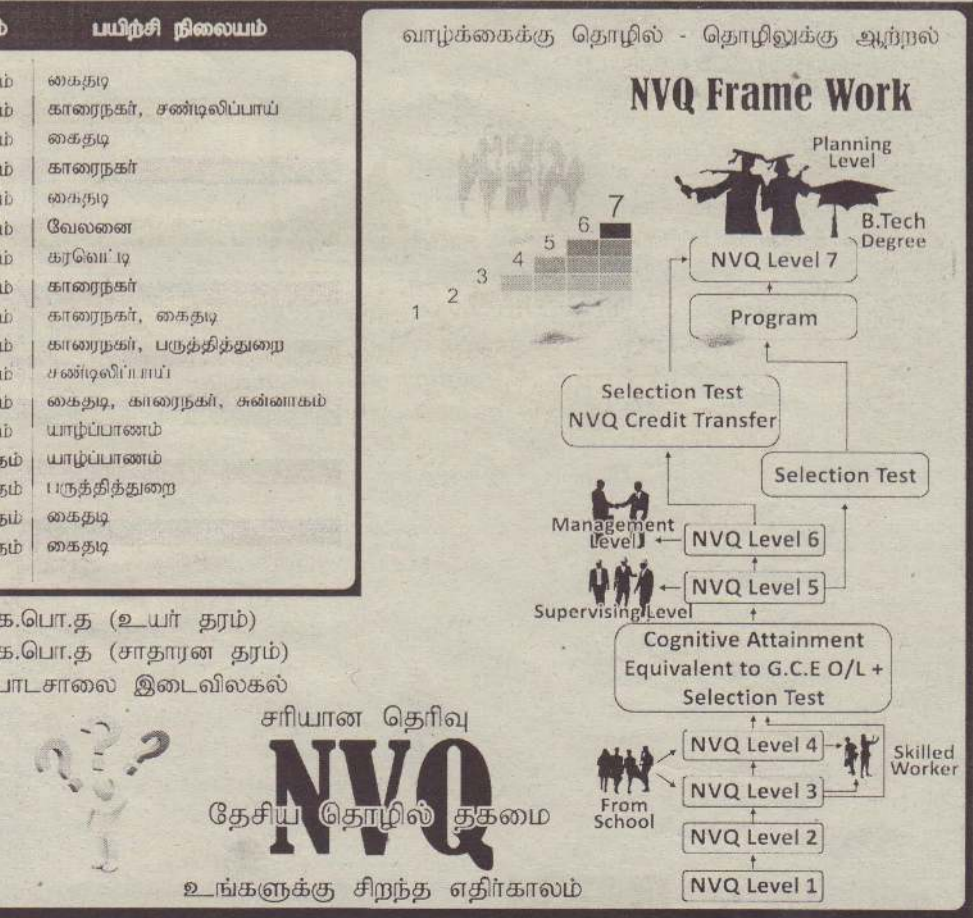 பயிற்சி நிலையம்
கைதடி
காரைநகர், சண்டிலிப்பாய்
கைதடி
காரைநகர்
கைதடி
வேலனை
கரவெட்டி
காரைநகர்
காரைநகர், கைதடி
காரைநகர், பருத்தித்துறை
சண்டிலிப்பாய்
கைதடி, காரைநகர், சுன்னாகம்
யாழ்ப்பாணம்
யாழ்ப்பாணம்
பருத்தித்துறை
கைதடி
கைதடி
க.பொ.த (உயர் தரம்)
க.பொ.த (சாதாரன தரம்)
பாடசாலை இடைவிலகல்
சரியான தெரிவு
NVQ
தேசிய தொழில் தகமை
உங்களுக்கு சிறந்த எதிர்காலம்
வாழ்க்கைக்கு தொழில் - தொழிலுக்கு ஆற்றல்
NVQ Frame Work
Planning
Level
B.Tech
Degree
7
6
5
4
3
2
1
NVQ Level 7
Program
Selection Test
NVQ Credit Transfer
Selection Test
Management
Level
NVQ Level 6
NVQ Level 5
Supervising Level
Cognitive Attainment
Equivalent to G.C.E O/L +
Selection Test
NVQ Level 4
Skilled
Worker
NVQ Level 3
From
School
NVQ Level 2
NVQ Level 1